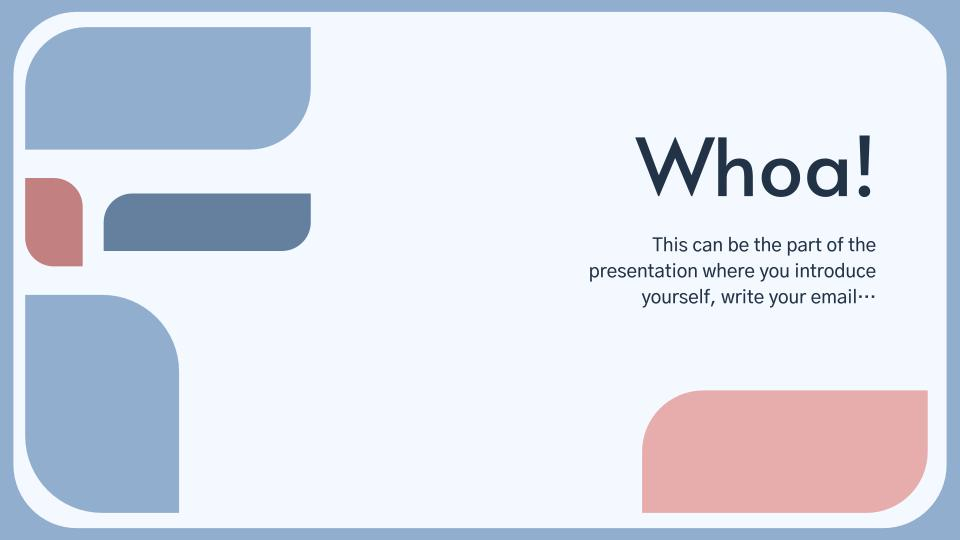 Whoa!
This can be the part of the
presentation where you introduce
yourself, write your email⋯